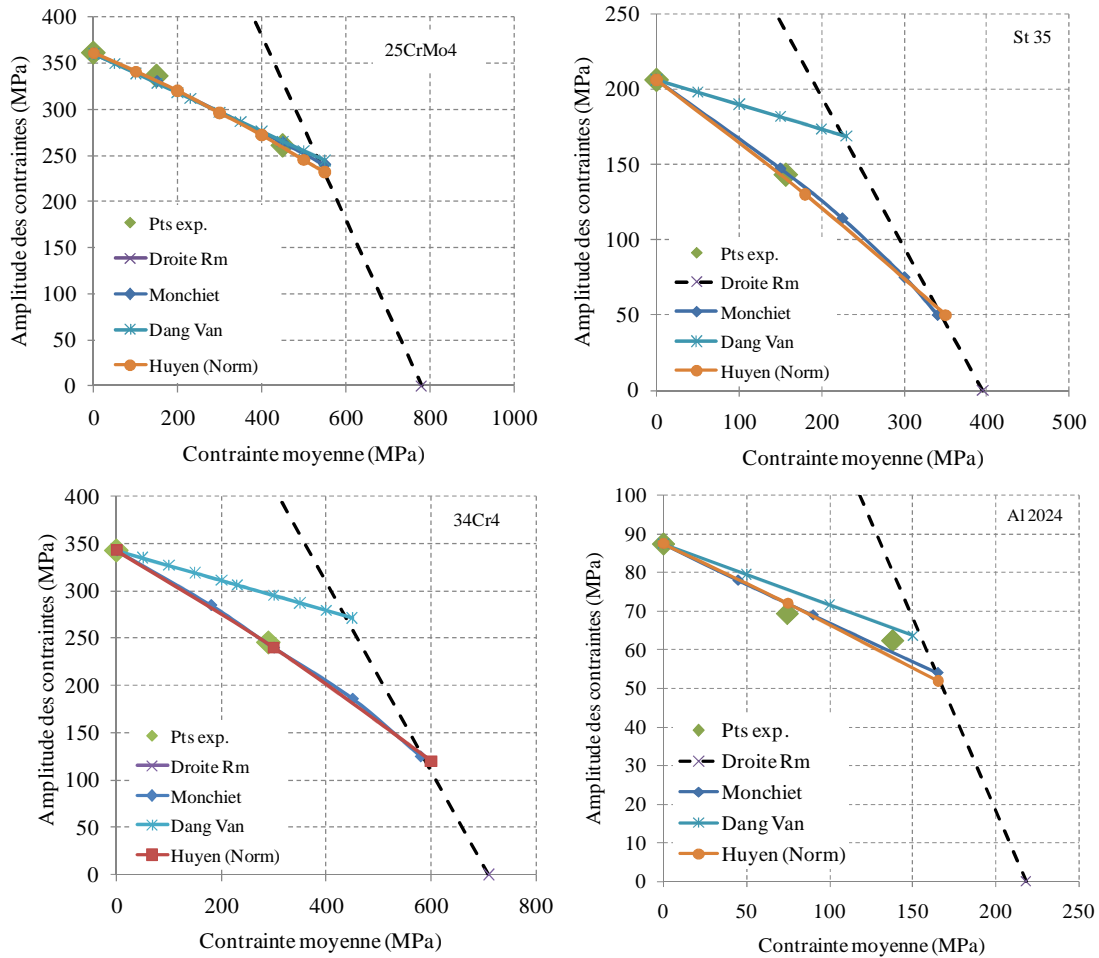 400
350
300
250
200
150
100
50
0
0
200
400
600
800
1000
Amplitude des contraintes (MPa)
Contrainte moyenne (MPa)
25CrMo4
Pts exp.
Droite Rm
Monchiet
Dang Van
Huyen (Norm)
250
200
150
100
50
0
0
100
200
300
400
500
Amplitude des contraintes (MPa)
Contrainte moyenne (MPa)
St 35
Pts exp.
Droite Rm
Monchiet
Dang Van
Huyen (Norm)
400
350
300
250
200
150
100
50
0
0
200
400
600
800
Amplitude des contraintes (MPa)
Contrainte moyenne (MPa)
34Cr4
Pts exp.
Droite Rm
Monchiet
Dang Van
Huyen (Norm)
100
90
80
70
60
50
40
30
20
10
0
0
50
100
150
200
250
Amplitude des contraintes (MPa)
Contrainte moyenne (MPa)
Al 2024
Pts exp.
Droite Rm
Monchiet
Dang Van
Huyen (Norm)